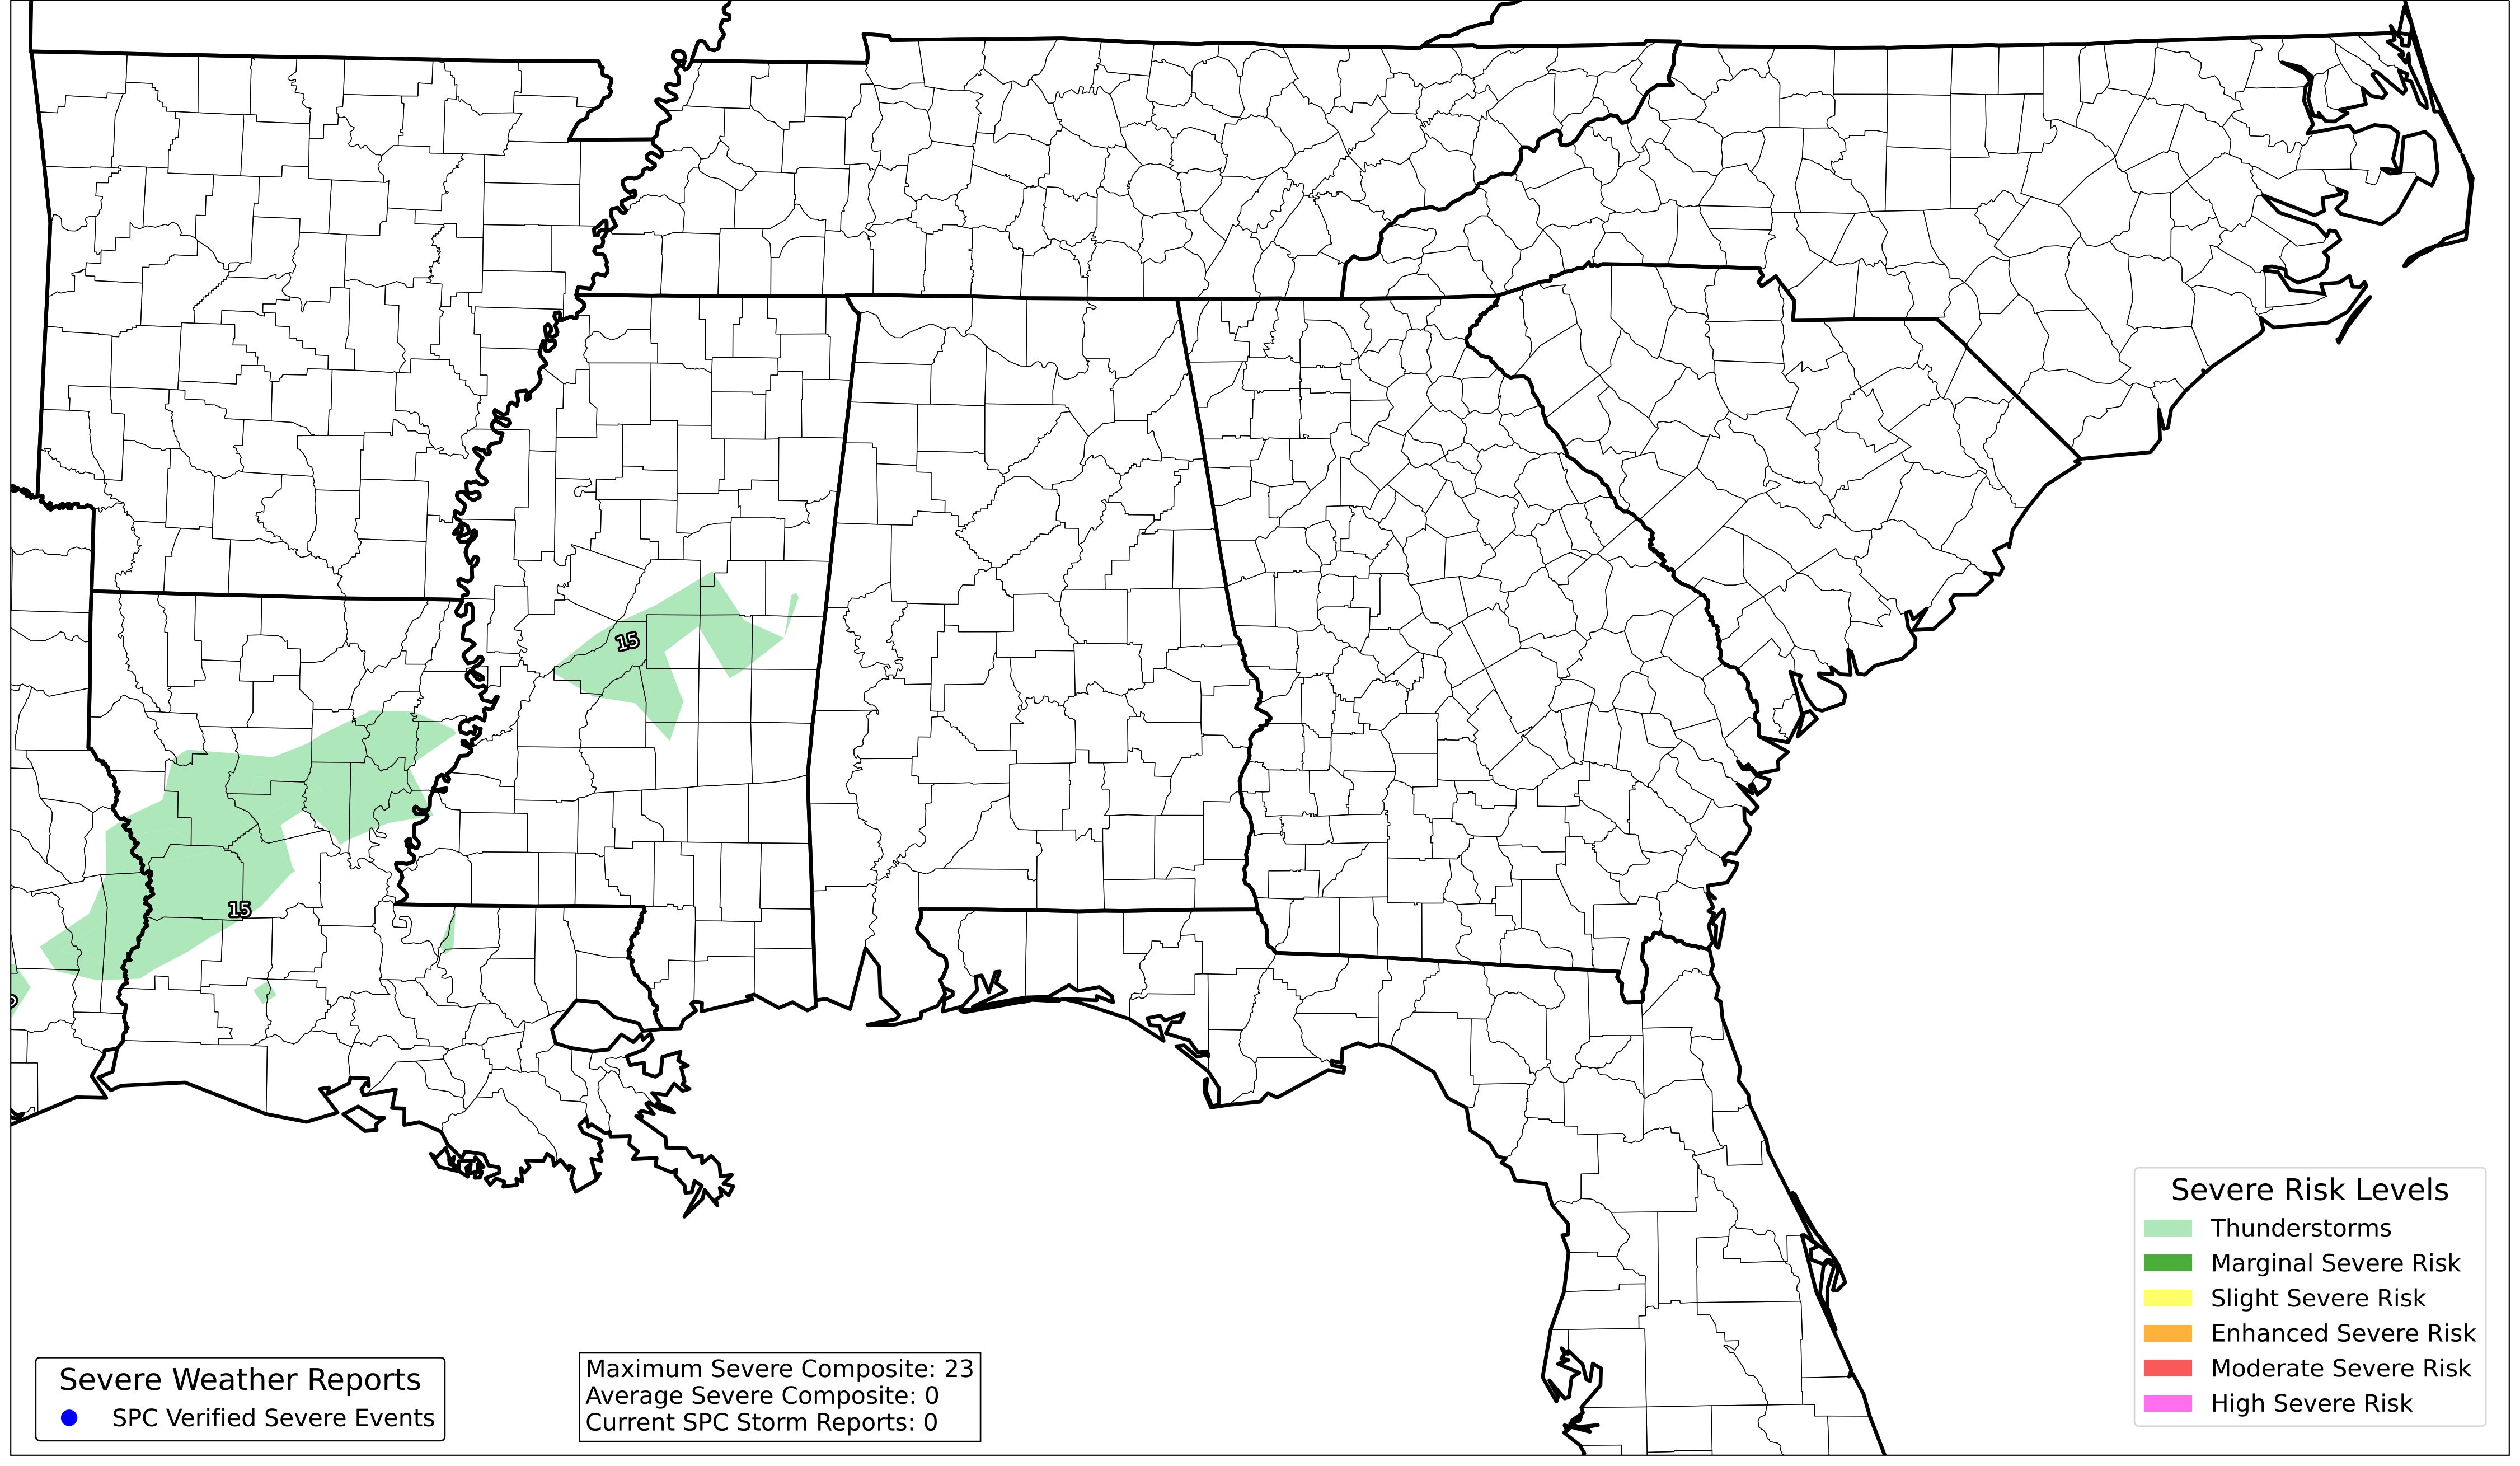 15
15
Severe Risk Levels
Thunderstorms
Marginal Severe Risk
Slight Severe Risk
Enhanced Severe Risk
Moderate Severe Risk
High Severe Risk
Severe Weather Reports
SPC Verified Severe Events
Maximum Severe Composite: 23
Average Severe Composite: 0
Current SPC Storm Reports: 0